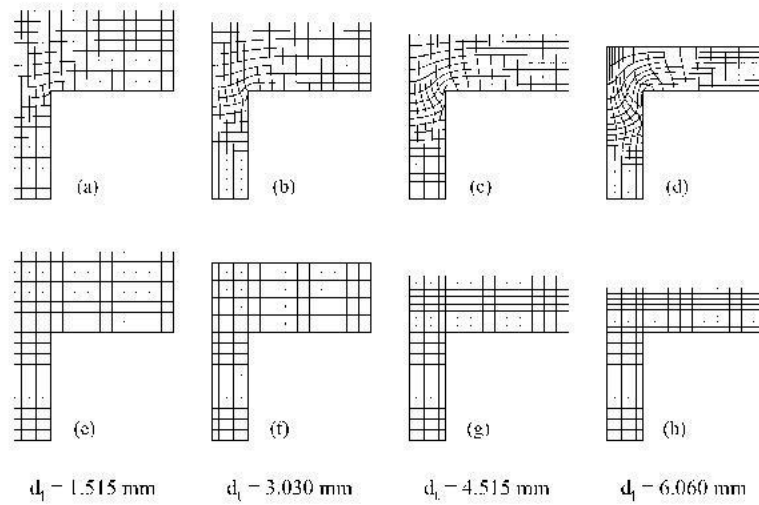 (a) (b) (c) (d)
(e) (f) (g) (h)
d₁ = 1.515 mm d₁ = 3.030 mm d₁ = 4.515 mm d₁ = 6.060 mm